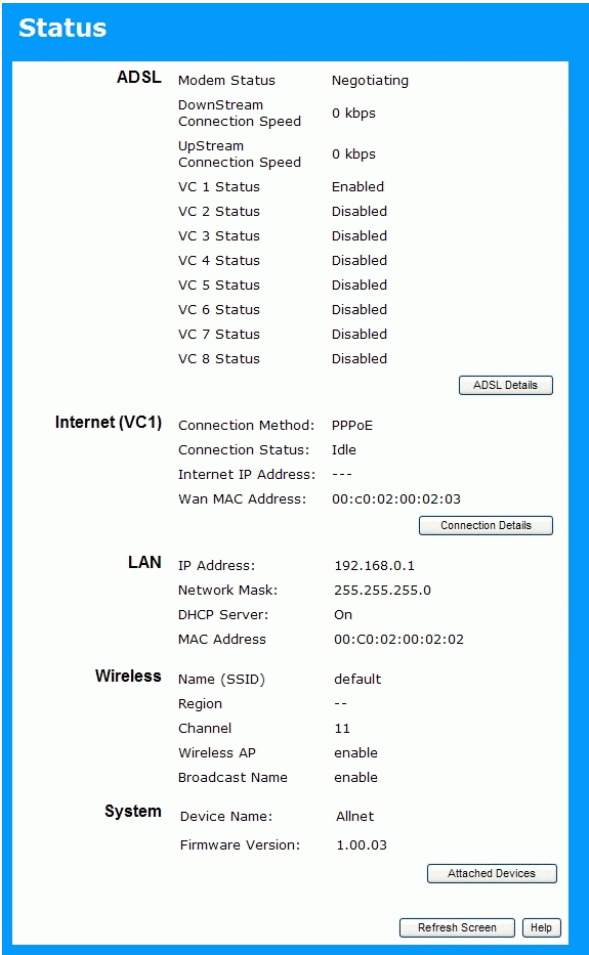 Status
ADSL Modem Status Negotiating
DownStream
Connection Speed 0 kbps
UpStream
Connection Speed 0 kbps
VC 1 Status Enabled
VC 2 Status Disabled
VC 3 Status Disabled
VC 4 Status Disabled
VC 5 Status Disabled
VC 6 Status Disabled
VC 7 Status Disabled
VC 8 Status Disabled
ADSL Details
Internet (VC1) Connection Method: PPPoE
Connection Status: Idle
Internet IP Address: ---
Wan MAC Address: 00:c0:02:00:02:03
Connection Details
LAN IP Address: 192.168.0.1
Network Mask: 255.255.255.0
DHCP Server: On
MAC Address 00:C0:02:00:02:02
Wireless Name (SSID) default
Region --
Channel 11
Wireless AP enable
Broadcast Name enable
System Device Name: Allnet
Firmware Version: 1.00.03
Attached Devices
Refresh Screen Help